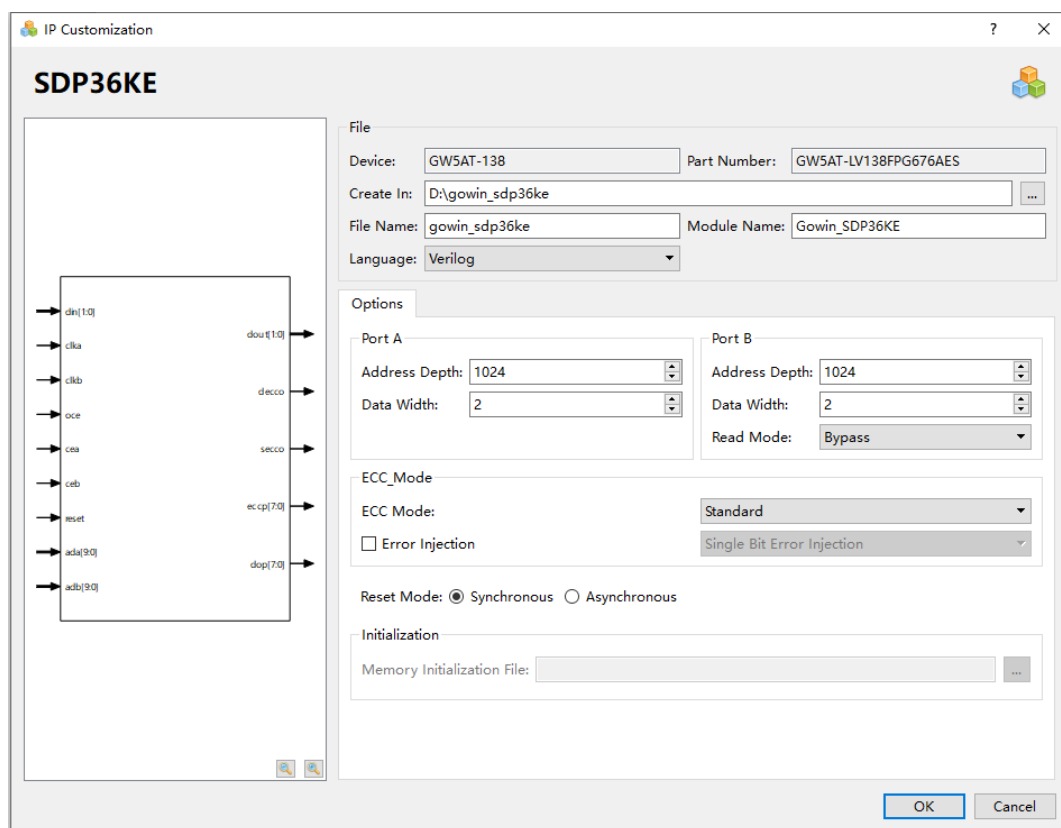 IP Customization
?
SDP36KE
File
Device: GW5AT-138 Part Number: GW5AT-LV138FPG676AES
Create In: D:\gowin_sdp36ke ...
File Name: gowin_sdp36ke Module Name: Gowin_SDP36KE
Language: Verilog
din[1:0]
clka
clkb
oce
cea
ceb
reset
ada[9:0]
adb[9:0]
dout[1:0]
decco
secco
eccp[7:0]
dop[7:0]
Options
Port A
Address Depth: 1024
Data Width: 2
Port B
Address Depth: 1024
Data Width: 2
Read Mode: Bypass
ECC_Mode
ECC Mode: Standard
Error Injection Single Bit Error Injection
Reset Mode: Synchronous Asynchronous
Initialization
Memory Initialization File: ...
OK Cancel